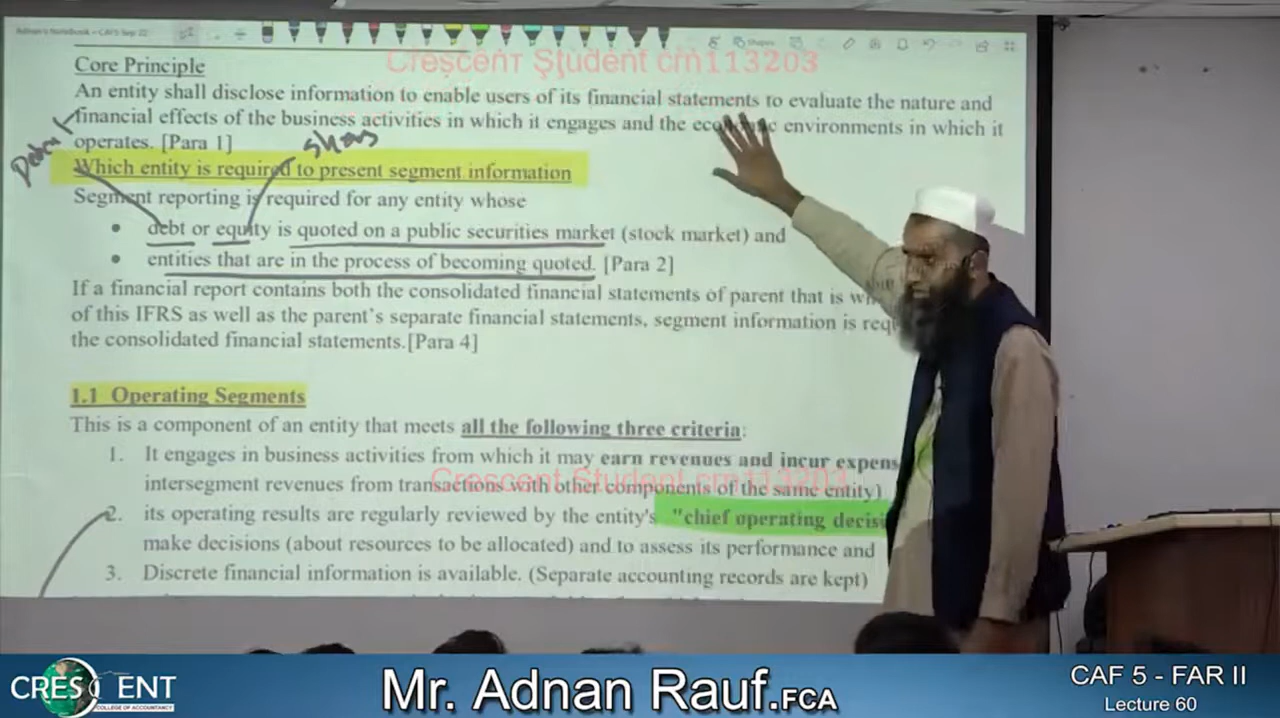 Adnan's Notebook - CAF5 Sep 22
Shapes
Crescent Student cm113203
Core Principle
An entity shall disclose information to enable users of its financial statements to evaluate the nature and
financial effects of the business activities in which it engages and the economic environments in which it
operates. [Para 1]
Which entity is required to present segment information
Segment reporting is required for any entity whose
• debt or equity is quoted on a public securities market (stock market) and
• entities that are in the process of becoming quoted. [Para 2]
If a financial report contains both the consolidated financial statements of parent that is
of this IFRS as well as the parent's separate financial statements, segment information is
the consolidated financial statements.[Para 4]
1.1 Operating Segments
This is a component of an entity that meets all the following three criteria:
1. It engages in business activities from which it may earn revenues and incur expens
intersegment revenues from transactions with other components of the same entity)
Crescent Student cm113203
2. its operating results are regularly reviewed by the entity's "chief operating decis
make decisions (about resources to be allocated) and to assess its performance and
3. Discrete financial information is available. (Separate accounting records are kept)
CRESCENT
COLLEGE OF ACCOUNTANCY
Mr. Adnan Rauf.FCA
CAF 5 - FAR II
Lecture 60